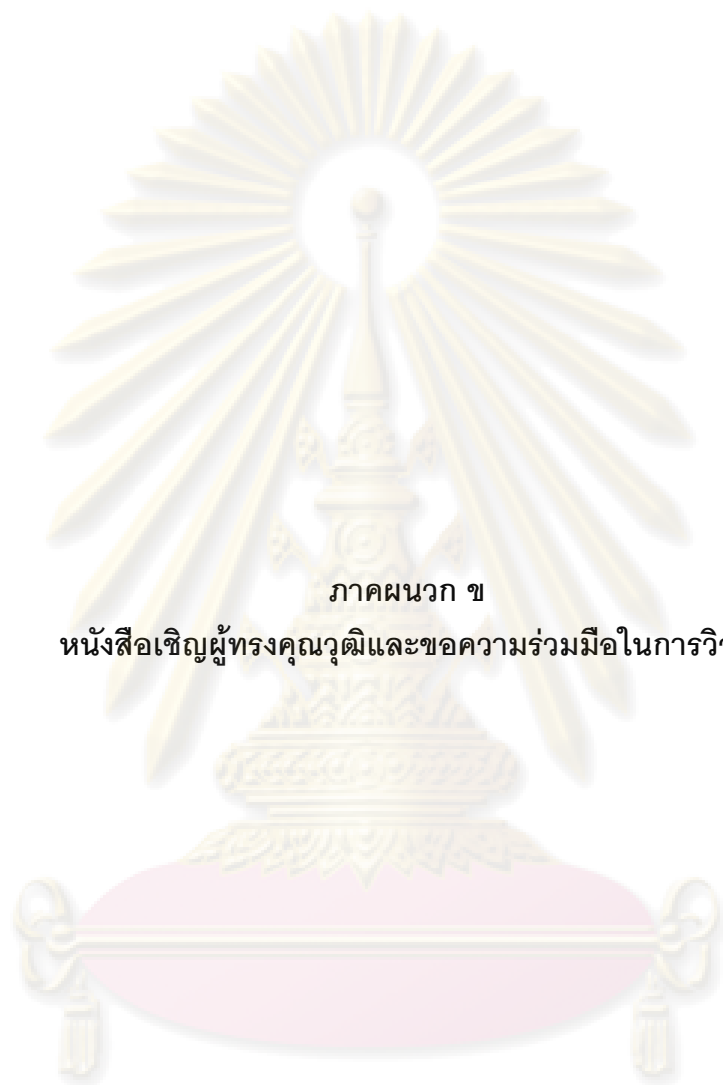 ภาคผนวก ข
หนังสือเชิญผู้ทรงคุณวุฒิและขอความร่วมมือในการวิ